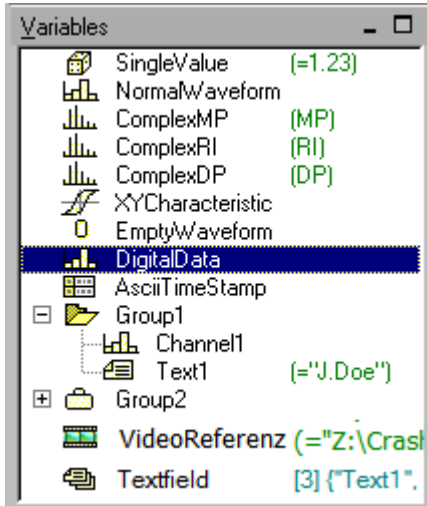 Variables
SingleValue (=1.23)
NormalWaveform
ComplexMP (MP)
ComplexRI (RI)
ComplexDP (DP)
XYCharacteristic
0 EmptyWaveform
DigitalData
AsciiTimeStamp
Group1
Channel1
Text1 (="J.Doe")
Group2
VideoReferenz (="Z:\Crash
Textfield [3] {"Text1",